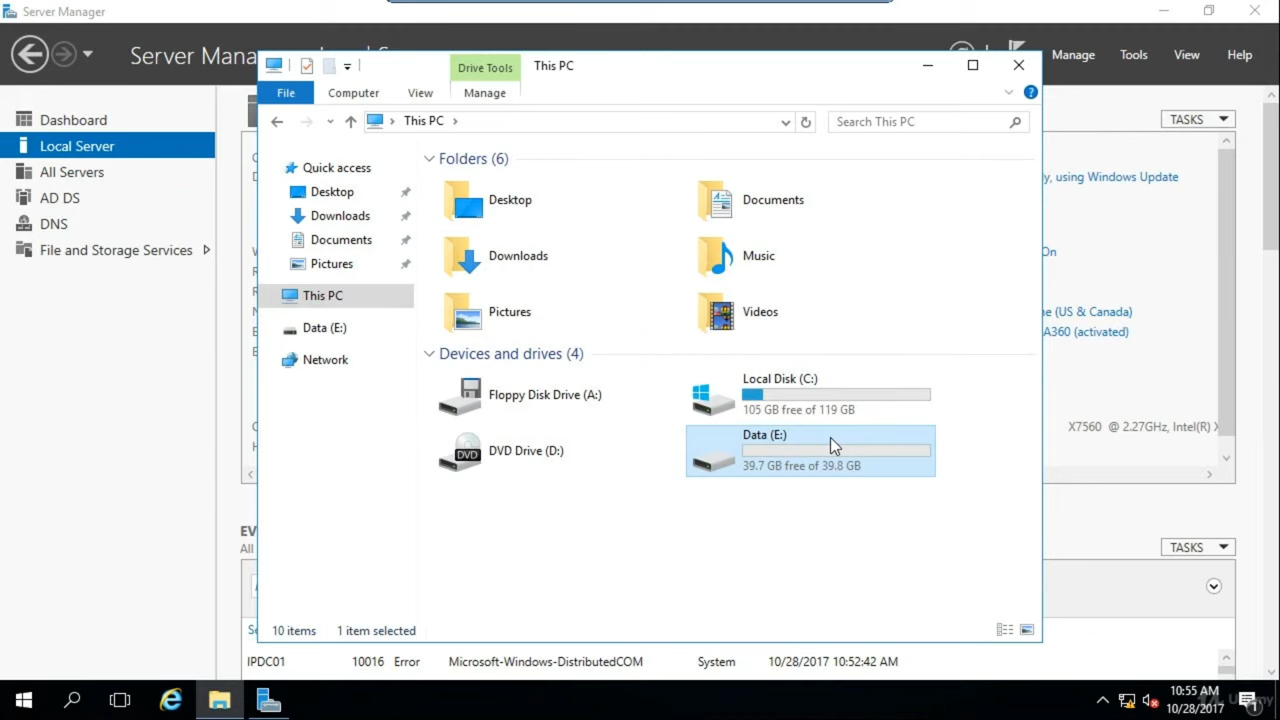 Server Manager
Server Mana
Manage
Tools
View
Help
Drive Tools
This PC
File
Computer
View
Manage
This PC
Search This PC
Dashboard
Local Server
All Servers
AD DS
DNS
File and Storage Services
TASKS
Quick access
Desktop
Downloads
Documents
Pictures
This PC
Data (E:)
Network
Folders (6)
Desktop
Documents
Downloads
Music
Pictures
Videos
Devices and drives (4)
Floppy Disk Drive (A:)
Local Disk (C:)
105 GB free of 119 GB
DVD
DVD Drive (D:)
Data (E:)
39.7 GB free of 39.8 GB
using Windows Update
On
(US & Canada)
A360 (activated)
X7560 @ 2.27GHz, Intel(R) X
EV
All
TASKS
10 items
1 item selected
IPDC01
10016
Error
Microsoft-Windows-DistributedCOM
System
10/28/2017 10:52:42 AM
10:55 AM
10/28/2017
1
Udemy